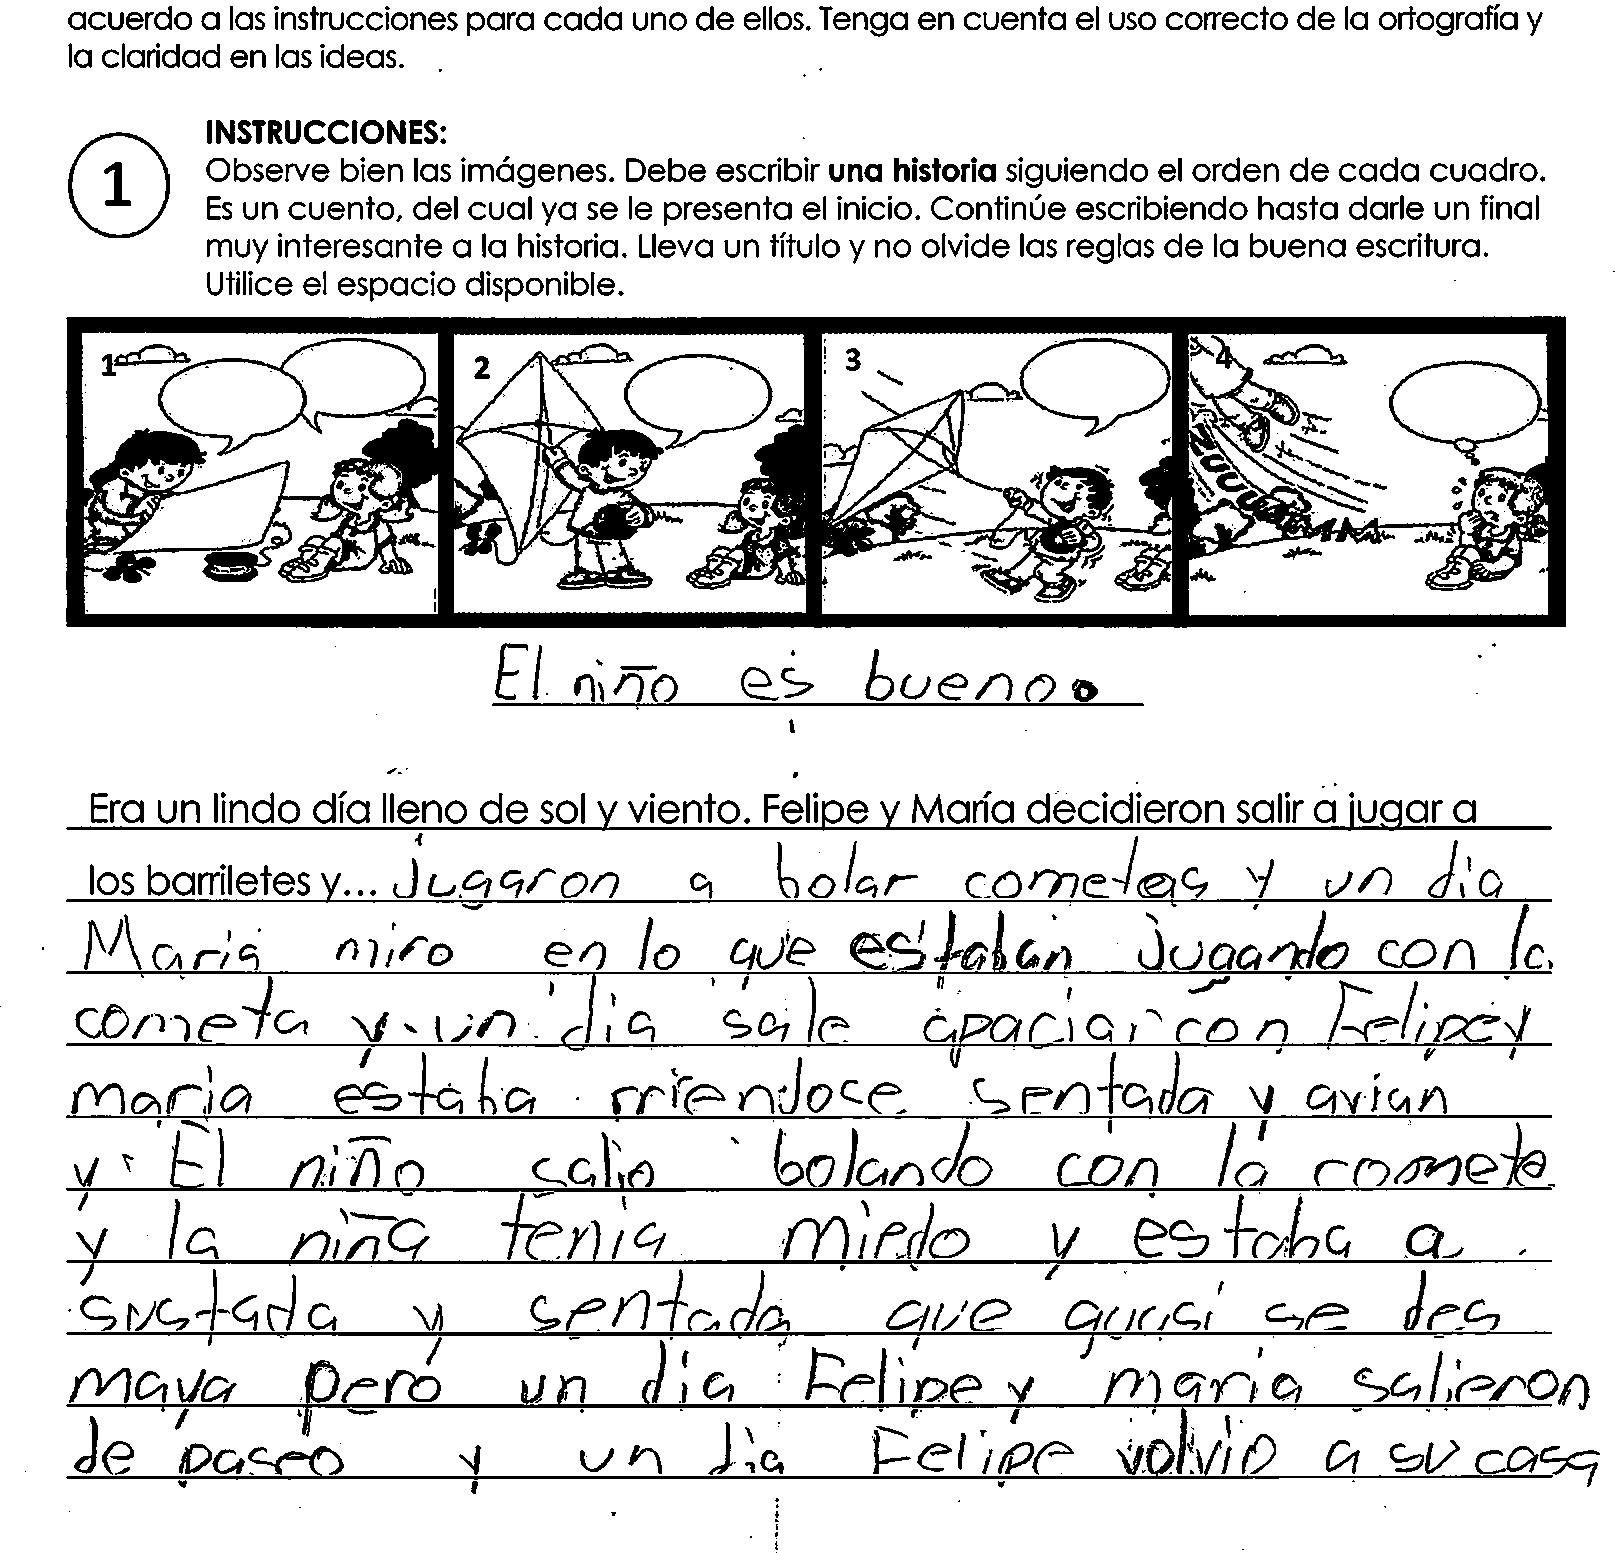 acuerdo a las instrucciones para cada uno de ellos. Tenga en cuenta el uso correcto de la ortografía y
la claridad en las ideas.
1
INSTRUCCIONES:
Observe bien las imágenes. Debe escribir una historia siguiendo el orden de cada cuadro.
Es un cuento, del cual ya se le presenta el inicio. Continúe escribiendo hasta darle un final
muy interesante a la historia. Lleva un título y no olvide las reglas de la buena escritura.
Utilice el espacio disponible.
1 2 3 4
El niño es bueno.
Era un lindo día lleno de sol y viento. Felipe y María decidieron salir a jugar a
los barriletes y... jugaron a bolar cometas y un dia
Maria miro en lo que estaban jugando con la
cometa y un dia sale apaciar con Felipe y
maria estaba rriendoce sentada y avian
y El niño salio bolando con la cometa
y la niña tenia miedo y estaba a
sustada y sentada que quasi se des
maya pero un dia Felipe y maria salieron
de paseo y un dia Felipe volvio a su casa